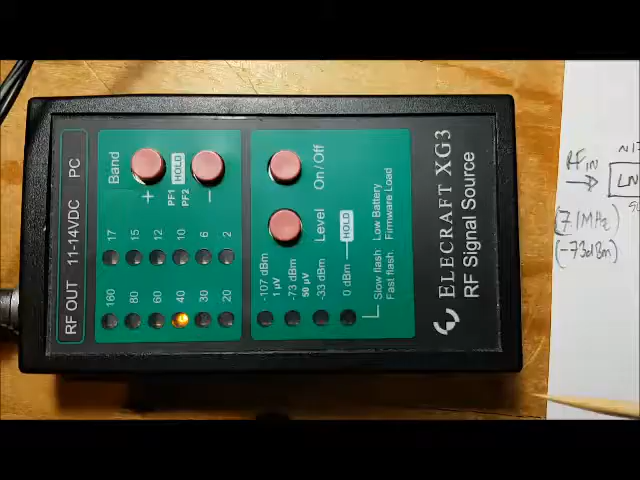 RF OUT 11-14VDC PC
Band
+
HOLD
PF1
PF2
−
17 15 12 10 6 2
160 80 60 40 30 20
On/Off
Level
HOLD
-107 dBm
1 µV
-73 dBm
50 µV
-33 dBm
0 dBm
Slow flash Low Battery
Fast flash Firmware Load
ELECRAFT XG3
RF Signal Source
RF IN
(7.1MHz)
(-73dBm)